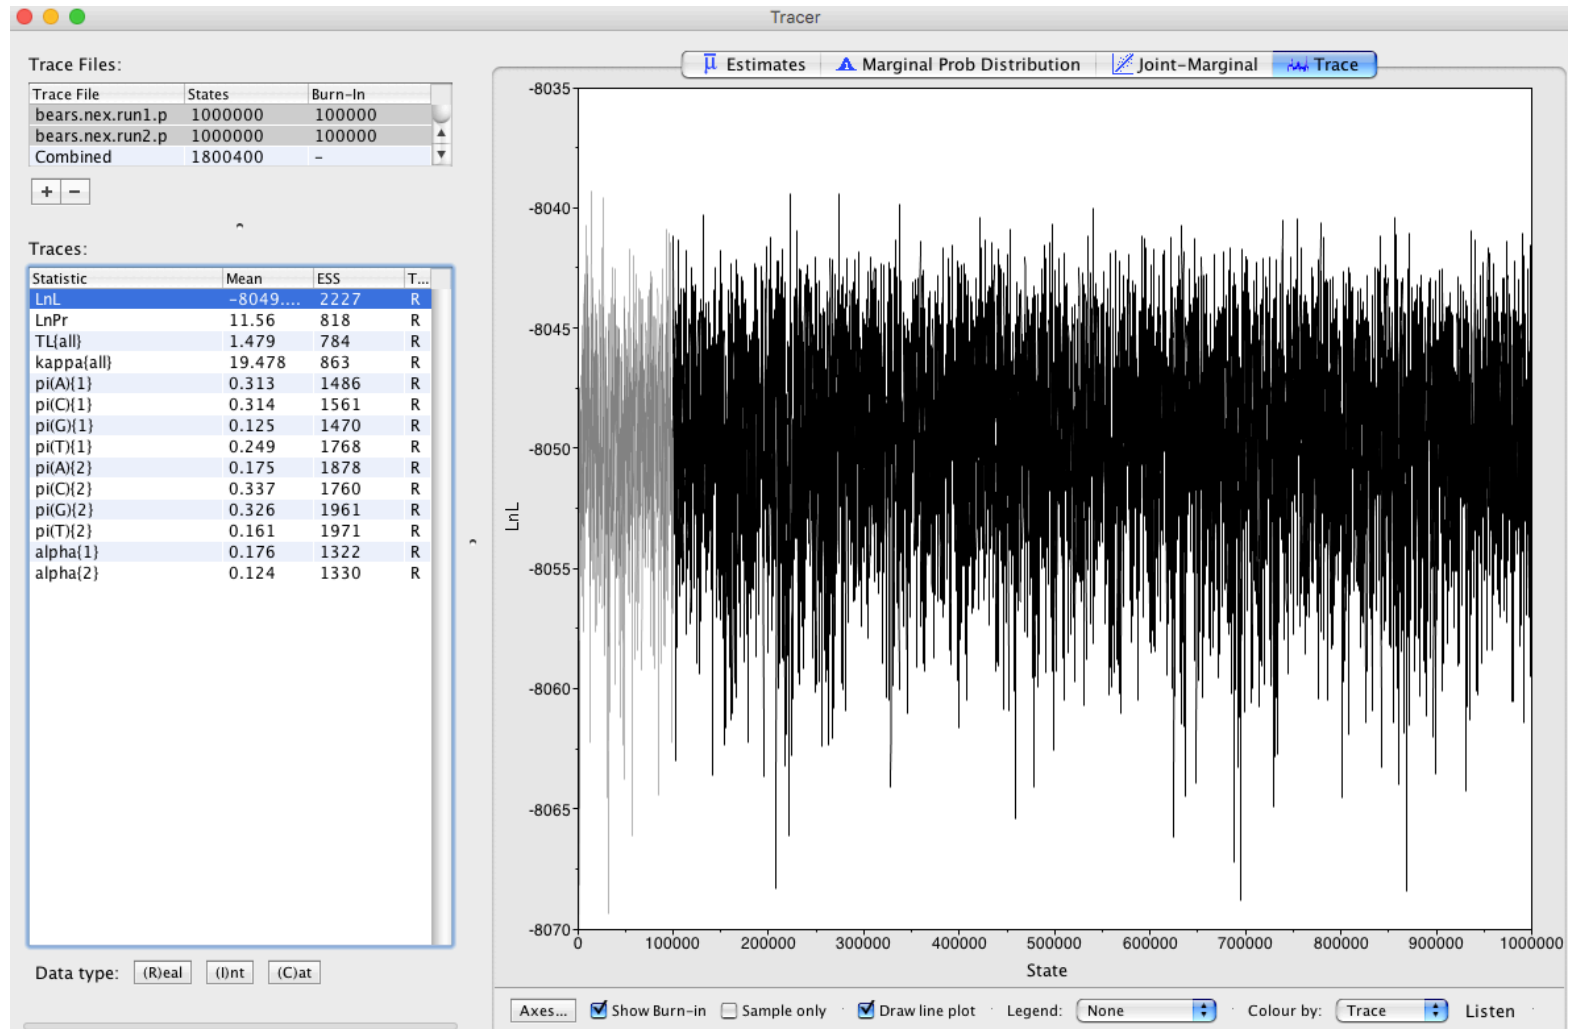 Tracer
Trace Files:
Trace File States Burn-In
bears.nex.run1.p 1000000 100000
bears.nex.run2.p 1000000 100000
Combined 1800400 -
+ -
Traces:
Statistic Mean ESS T...
LnL -8049.... 2227 R
LnPr 11.56 818 R
TL{all} 1.479 784 R
kappa{all} 19.478 863 R
pi(A){1} 0.313 1486 R
pi(C){1} 0.314 1561 R
pi(G){1} 0.125 1470 R
pi(T){1} 0.249 1768 R
pi(A){2} 0.175 1878 R
pi(C){2} 0.337 1760 R
pi(G){2} 0.326 1961 R
pi(T){2} 0.161 1971 R
alpha{1} 0.176 1322 R
alpha{2} 0.124 1330 R
Data type: (R)eal (I)nt (C)at
μ Estimates Marginal Prob Distribution Joint-Marginal Trace
-8035
-8040
-8045
-8050
-8055
-8060
-8065
-8070
LnL
0 100000 200000 300000 400000 500000 600000 700000 800000 900000 1000000
State
Axes... Show Burn-in Sample only Draw line plot Legend: None Colour by: Trace Listen